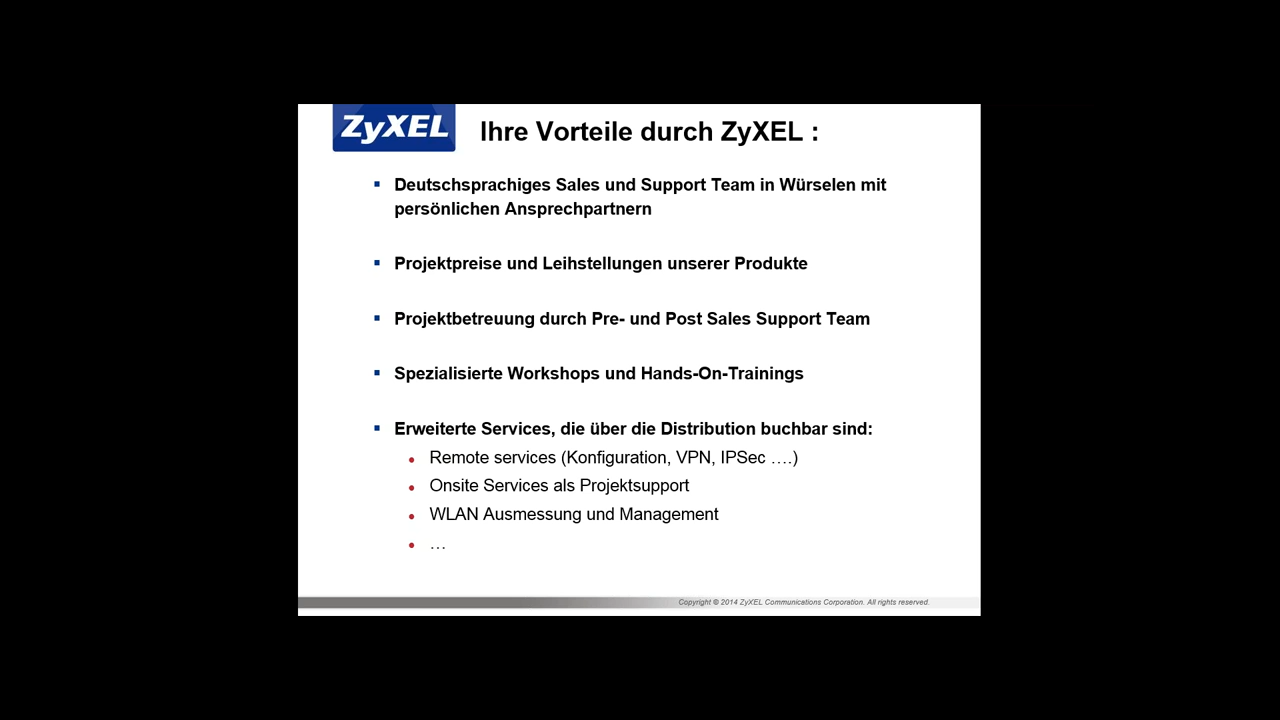 ZyXEL
Ihre Vorteile durch ZyXEL :
Deutschsprachiges Sales und Support Team in Würselen mit
persönlichen Ansprechpartnern
Projektpreise und Leihstellungen unserer Produkte
Projektbetreuung durch Pre- und Post Sales Support Team
Spezialisierte Workshops und Hands-On-Trainings
Erweiterte Services, die über die Distribution buchbar sind:
Remote services (Konfiguration, VPN, IPSec ….)
Onsite Services als Projektsupport
WLAN Ausmessung und Management
…
Copyright © 2014 ZyXEL Communications Corporation. All rights reserved.